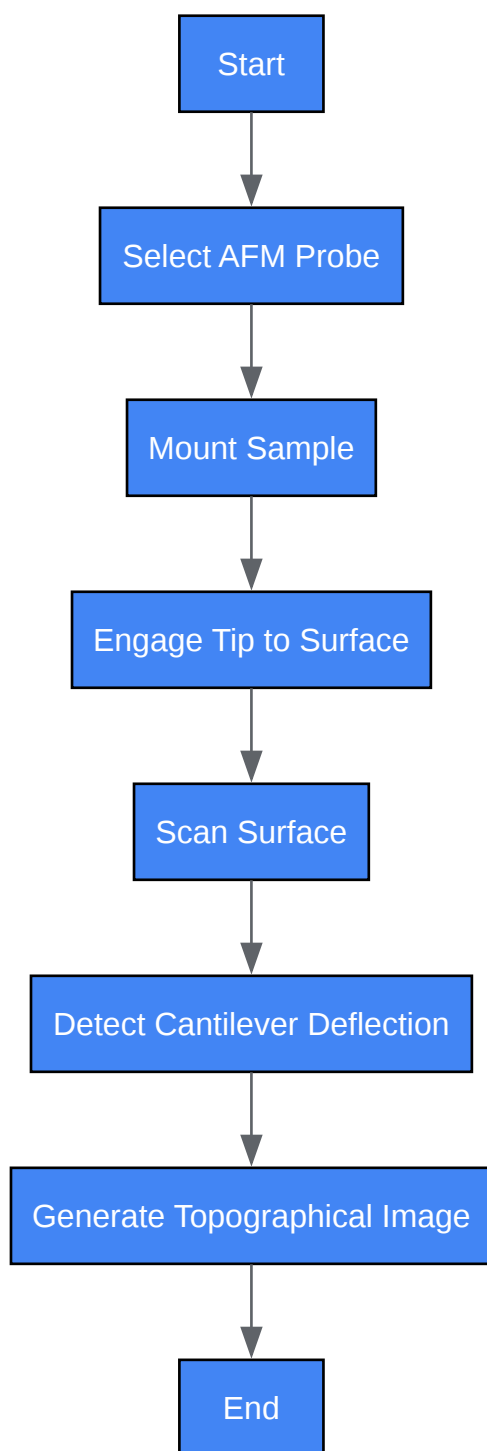 Start
Select AFM Probe
Mount Sample
Engage Tip to Surface
Scan Surface
Detect Cantilever Deflection
Generate Topographical Image
End